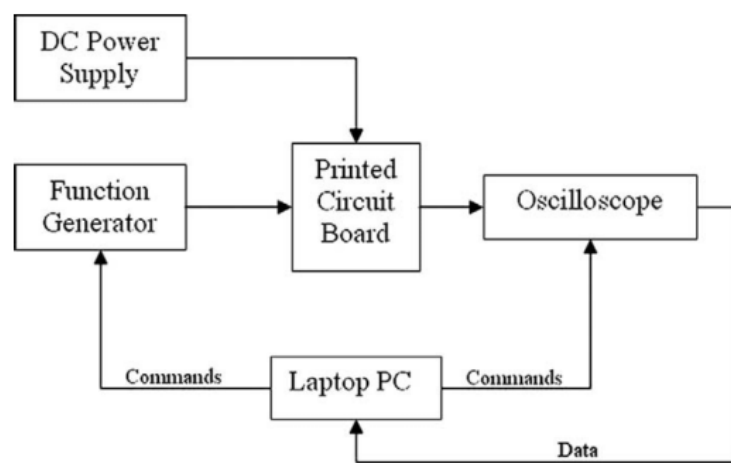 DC Power
Supply
Function
Generator
Printed
Circuit
Board
Oscilloscope
Commands
Laptop PC
Commands
Data